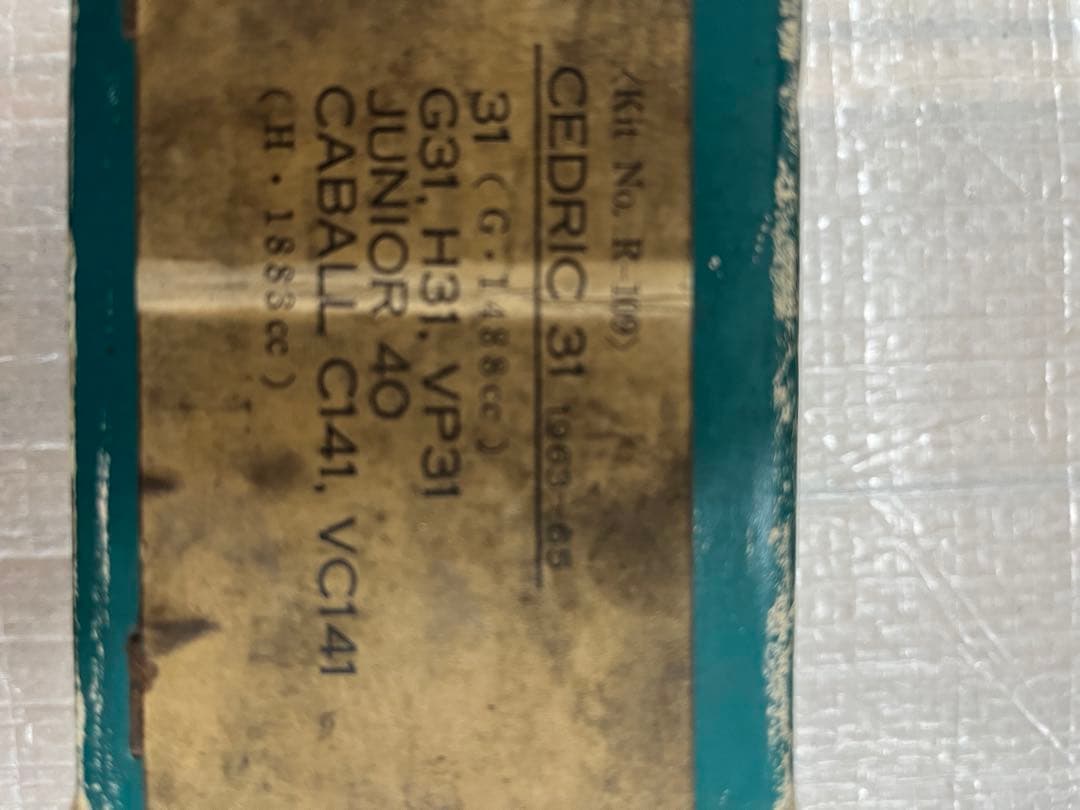 (Kit No. R-109)
CEDRIC 31 1963-65
31 (G·1488cc)
G31, H31, VP31
JUNIOR 40
CABALL C141, VC141
(H·1883cc)